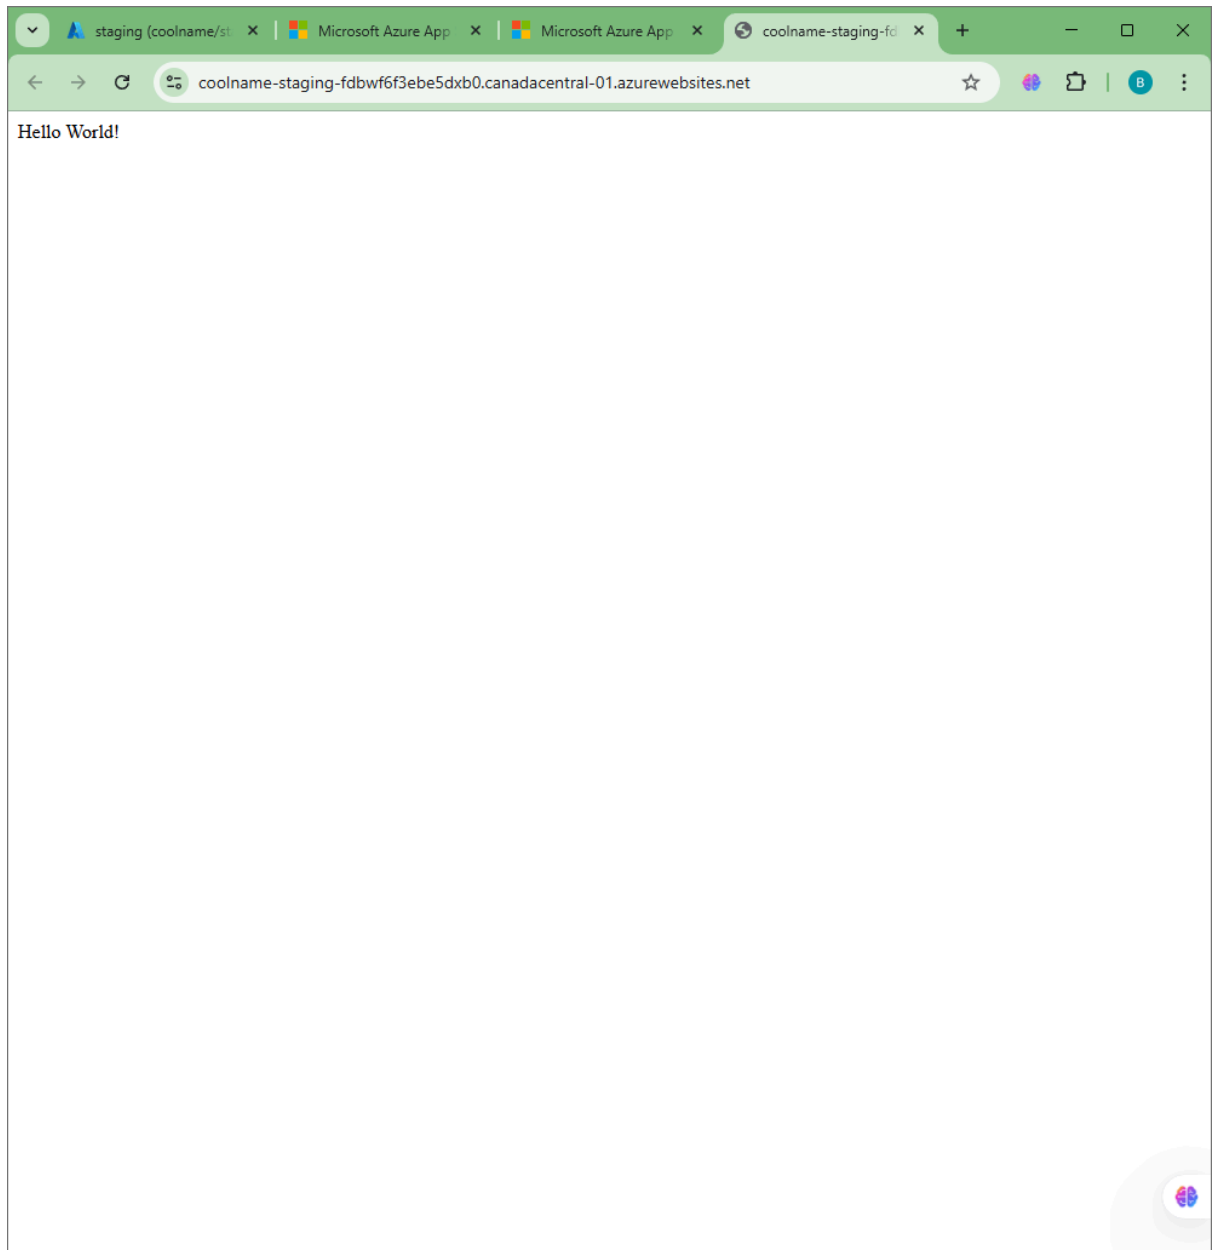 staging (coolname/st
Microsoft Azure App
Microsoft Azure App
coolname-staging-fd
coolname-staging-fdbwf6f3ebe5dxb0.canadacentral-01.azurewebsites.net
B
Hello World!